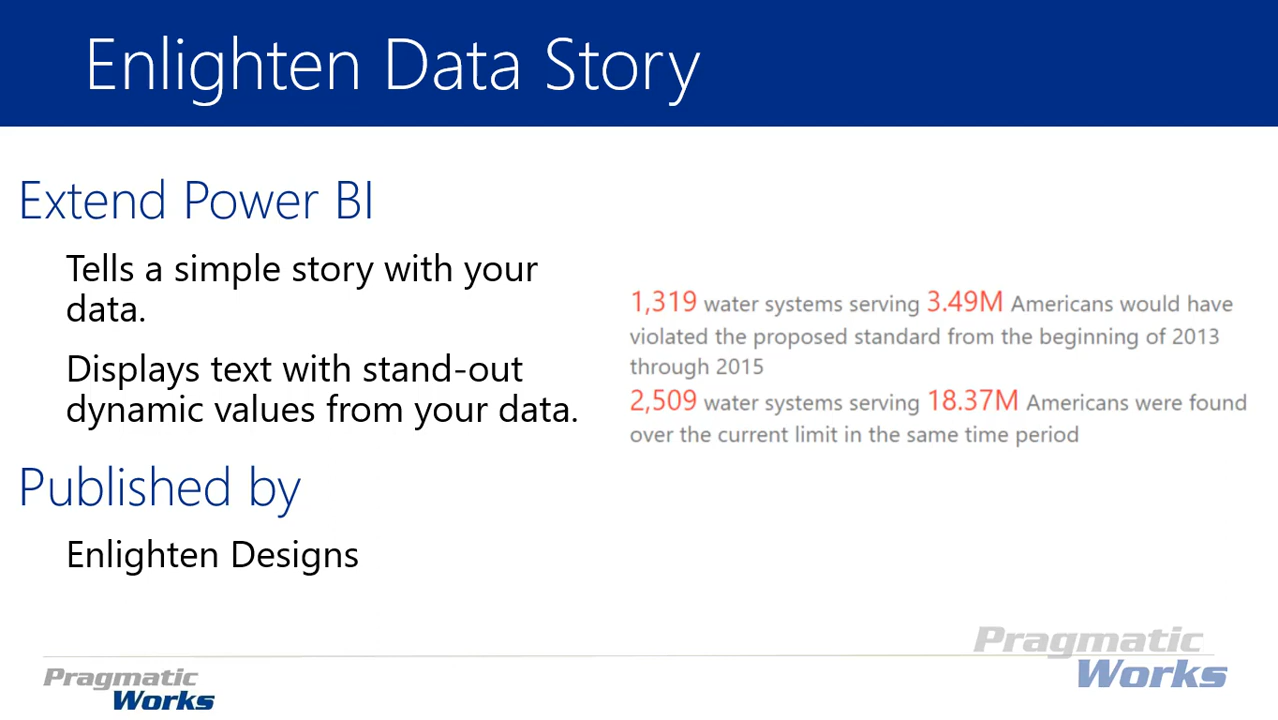 Enlighten Data Story
Extend Power BI
Tells a simple story with your
data.
Displays text with stand-out
dynamic values from your data.
Published by
Enlighten Designs
1,319 water systems serving 3.49M Americans would have
violated the proposed standard from the beginning of 2013
through 2015
2,509 water systems serving 18.37M Americans were found
over the current limit in the same time period
Pragmatic
Works
Pragmatic
Works